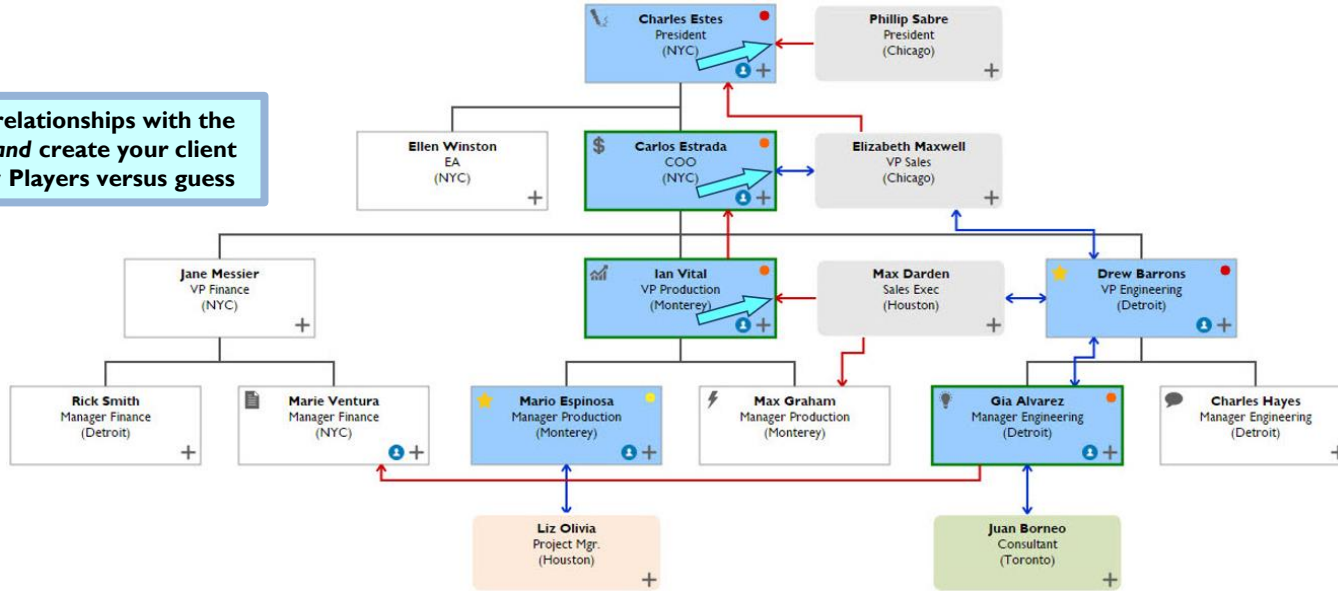 Charles Estes
President
(NYC)
Phillip Sabre
President
(Chicago)
relationships with the
and create your client
Players versus guess
Ellen Winston
EA
(NYC)
$
Carlos Estrada
COO
(NYC)
Elizabeth Maxwell
VP Sales
(Chicago)
Jane Messier
VP Finance
(NYC)
Ian Vital
VP Production
(Monterey)
Max Darden
Sales Exec
(Houston)
Drew Barrons
VP Engineering
(Detroit)
Rick Smith
Manager Finance
(Detroit)
Marie Ventura
Manager Finance
(NYC)
Mario Espinosa
Manager Production
(Monterey)
Max Graham
Manager Production
(Monterey)
Gia Alvarez
Manager Engineering
(Detroit)
Charles Hayes
Manager Engineering
(Detroit)
Liz Olivia
Project Mgr.
(Houston)
Juan Borneo
Consultant
(Toronto)